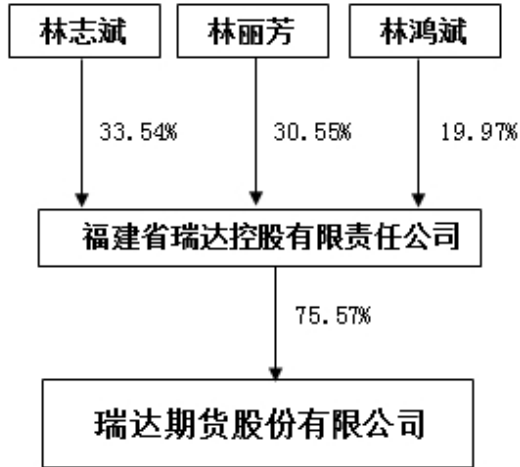 林志斌 林丽芳 林鸿斌
33.54% 30.55% 19.97%
福建省瑞达控股有限责任公司
75.57%
瑞达期货股份有限公司